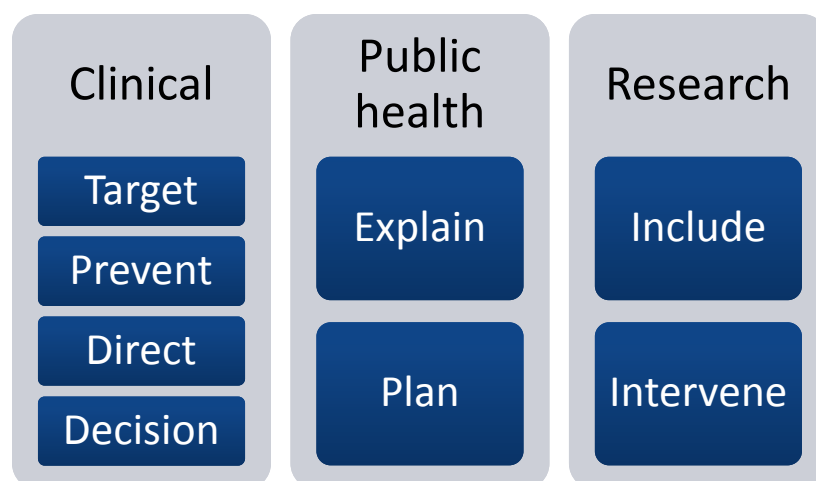 Clinical
Target
Prevent
Direct
Decision
Public
health
Explain
Plan
Research
Include
Intervene